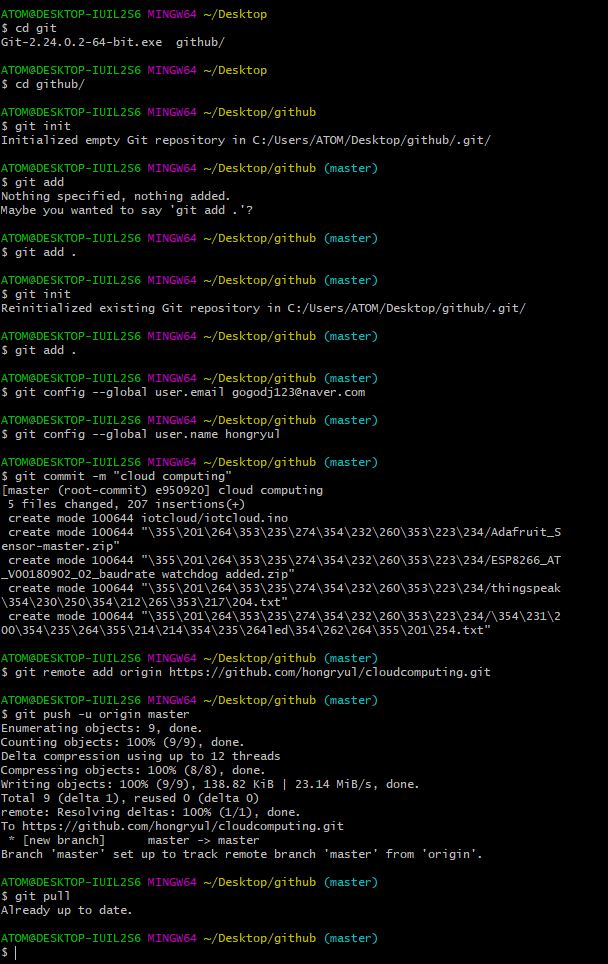 ATOM@DESKTOP-IUIL2S6 MINGW64 ~/Desktop
$ cd git
Git-2.24.0.2-64-bit.exe  github/
ATOM@DESKTOP-IUIL2S6 MINGW64 ~/Desktop
$ cd github/
ATOM@DESKTOP-IUIL2S6 MINGW64 ~/Desktop/github
$ git init
Initialized empty Git repository in C:/Users/ATOM/Desktop/github/.git/
ATOM@DESKTOP-IUIL2S6 MINGW64 ~/Desktop/github (master)
$ git add
Nothing specified, nothing added.
Maybe you wanted to say 'git add .'?
ATOM@DESKTOP-IUIL2S6 MINGW64 ~/Desktop/github (master)
$ git add .
ATOM@DESKTOP-IUIL2S6 MINGW64 ~/Desktop/github (master)
$ git init
Reinitialized existing Git repository in C:/Users/ATOM/Desktop/github/.git/
ATOM@DESKTOP-IUIL2S6 MINGW64 ~/Desktop/github (master)
$ git add .
ATOM@DESKTOP-IUIL2S6 MINGW64 ~/Desktop/github (master)
$ git config --global user.email gogodj123@naver.com
ATOM@DESKTOP-IUIL2S6 MINGW64 ~/Desktop/github (master)
$ git config --global user.name hongryul
ATOM@DESKTOP-IUIL2S6 MINGW64 ~/Desktop/github (master)
$ git commit -m "cloud computing"
[master (root-commit) e950920] cloud computing
 5 files changed, 207 insertions(+)
 create mode 100644 iotcloud/iotcloud.ino
 create mode 100644 "\355\201\264\353\235\274\354\232\260\353\223\234/Adafruit_S
ensor-master.zip"
 create mode 100644 "\355\201\264\353\235\274\354\232\260\353\223\234/ESP8266_AT
_V00180902_02_baudrate watchdog added.zip"
 create mode 100644 "\355\201\264\353\235\274\354\232\260\353\223\234/thingspeak
\354\230\250\354\212\265\353\217\204.txt"
 create mode 100644 "\355\201\264\353\235\274\354\232\260\353\223\234/\354\231\2
00\354\235\264\355\214\214\354\235\264led\354\262\264\355\201\254.txt"
ATOM@DESKTOP-IUIL2S6 MINGW64 ~/Desktop/github (master)
$ git remote add origin https://github.com/hongryul/cloudcomputing.git
ATOM@DESKTOP-IUIL2S6 MINGW64 ~/Desktop/github (master)
$ git push -u origin master
Enumerating objects: 9, done.
Counting objects: 100% (9/9), done.
Delta compression using up to 12 threads
Compressing objects: 100% (8/8), done.
Writing objects: 100% (9/9), 138.82 KiB | 23.14 MiB/s, done.
Total 9 (delta 1), reused 0 (delta 0)
remote: Resolving deltas: 100% (1/1), done.
To https://github.com/hongryul/cloudcomputing.git
 * [new branch]      master -> master
Branch 'master' set up to track remote branch 'master' from 'origin'.
ATOM@DESKTOP-IUIL2S6 MINGW64 ~/Desktop/github (master)
$ git pull
Already up to date.
ATOM@DESKTOP-IUIL2S6 MINGW64 ~/Desktop/github (master)
$